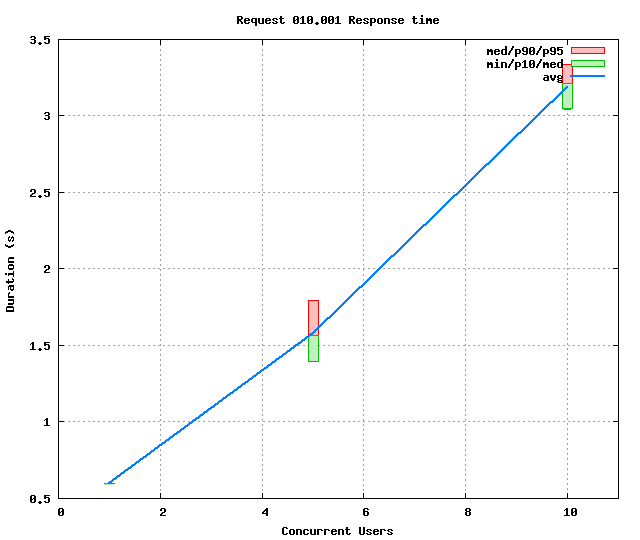 Request 010.001 Response time
3.5
3
2.5
2
1.5
1
0.5
0 2 4 6 8 10
Duration (s)
Concurrent Users
med/p90/p95
min/p10/med
avg